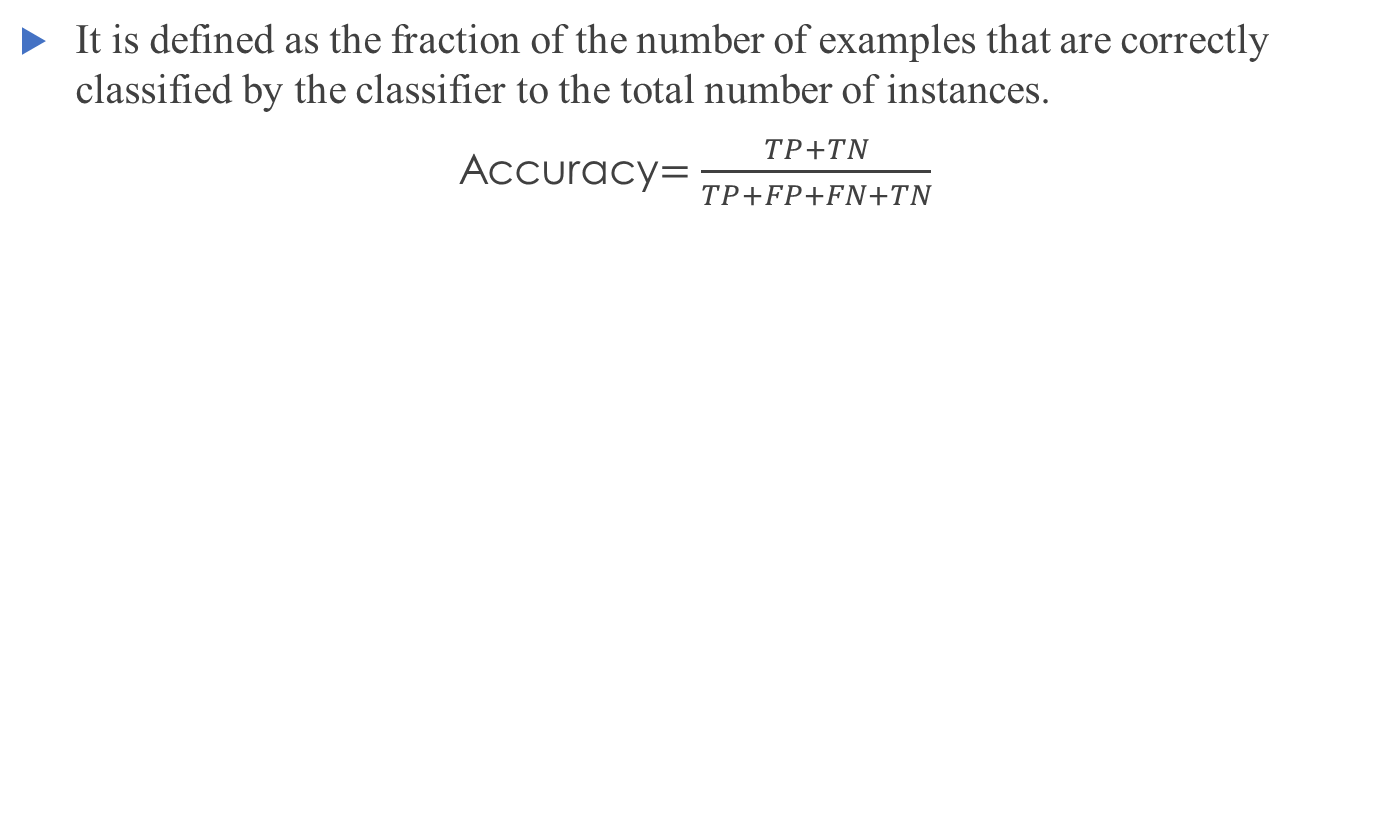 It is defined as the fraction of the number of examples that are correctly
classified by the classifier to the total number of instances.
Accuracy= TP+TN
TP+FP+FN+TN